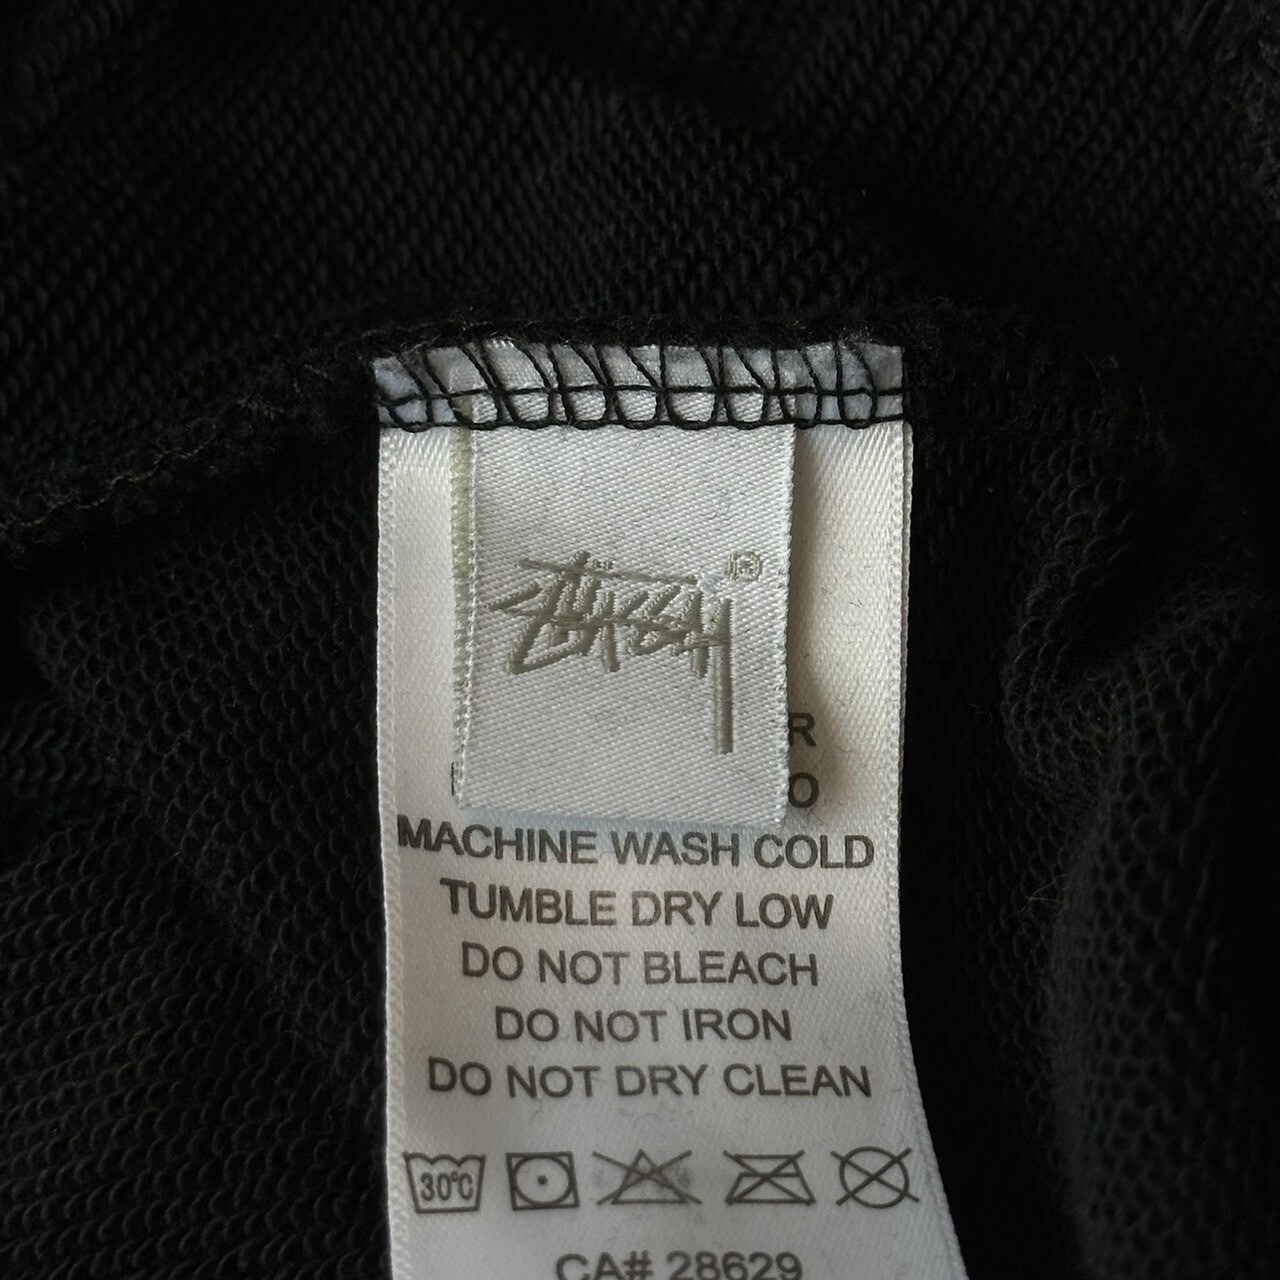 STÜSSY ®
R
O
MACHINE WASH COLD
TUMBLE DRY LOW
DO NOT BLEACH
DO NOT IRON
DO NOT DRY CLEAN
30°C
CA# 28629